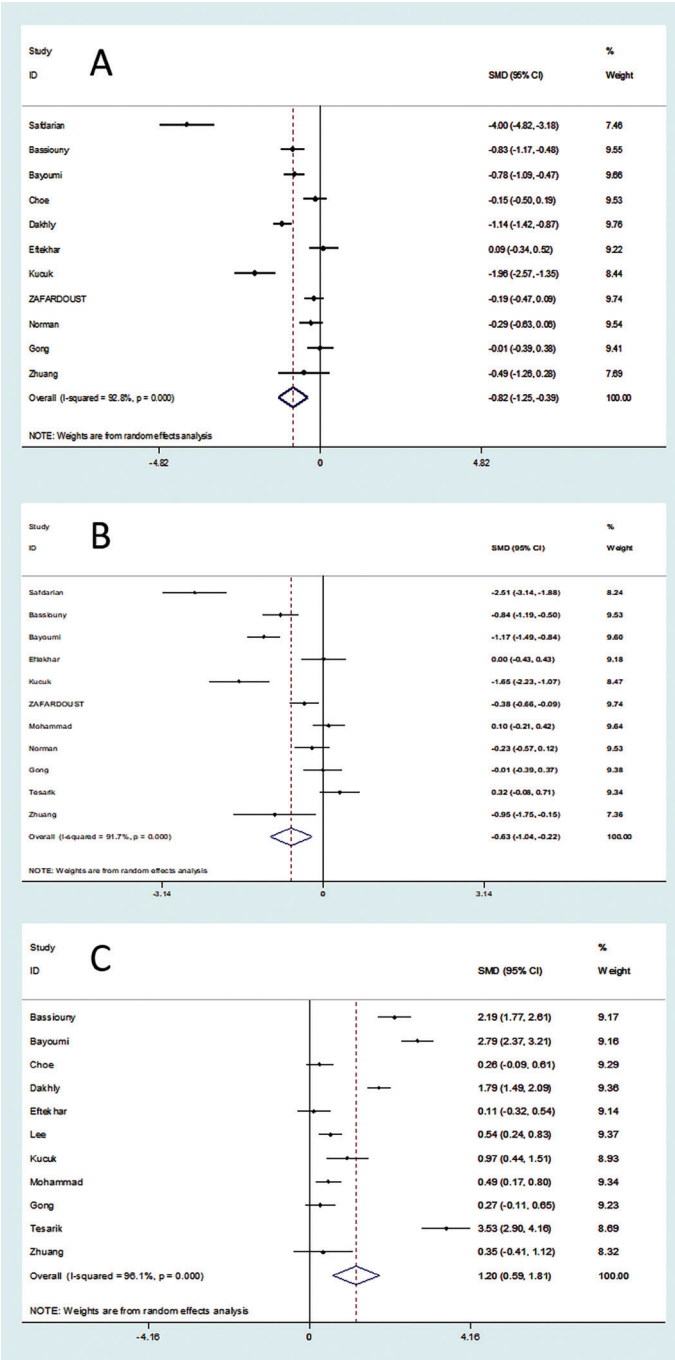 Study
A
%
ID SMD (95% CI) Weight
Safdarian -4.00 (-4.82, -3.18) 7.46
Bassiouny -0.83 (-1.17, -0.48) 9.55
Bayoumi -0.78 (-1.09, -0.47) 9.66
Choe -0.15 (-0.50, 0.19) 9.53
Dakhly -1.14 (-1.42, -0.87) 9.76
Eftekhar 0.09 (-0.34, 0.52) 9.22
Kucuk -1.96 (-2.57, -1.35) 8.44
ZAFARDOUST -0.19 (-0.47, 0.09) 9.74
Norman -0.29 (-0.63, 0.06) 9.54
Gong -0.01 (-0.39, 0.38) 9.41
Zhuang -0.49 (-1.26, 0.28) 7.69
Overall (I-squared = 92.8%, p = 0.000) -0.82 (-1.25, -0.39) 100.00
NOTE: Weights are from random effects analysis
-4.82 0 4.82
Study
B
%
ID SMD (95% CI) Weight
Safdarian -2.51 (-3.14, -1.88) 8.24
Bassiouny -0.84 (-1.19, -0.50) 9.53
Bayoumi -1.17 (-1.49, -0.84) 9.60
Eftekhar 0.00 (-0.43, 0.43) 9.18
Kucuk -1.65 (-2.23, -1.07) 8.47
ZAFARDOUST -0.38 (-0.66, -0.09) 9.74
Mohammad 0.10 (-0.21, 0.42) 9.64
Norman -0.23 (-0.57, 0.12) 9.53
Gong -0.01 (-0.39, 0.37) 9.38
Tesarik 0.32 (-0.08, 0.71) 9.34
Zhuang -0.95 (-1.75, -0.15) 7.36
Overall (I-squared = 91.7%, p = 0.000) -0.63 (-1.04, -0.22) 100.00
NOTE: Weights are from random effects analysis
-3.14 0 3.14
Study
C
%
ID SMD (95% CI) Weight
Bassiouny 2.19 (1.77, 2.61) 9.17
Bayoumi 2.79 (2.37, 3.21) 9.16
Choe 0.26 (-0.09, 0.61) 9.29
Dakhly 1.79 (1.49, 2.09) 9.36
Eftekhar 0.11 (-0.32, 0.54) 9.14
Lee 0.54 (0.24, 0.83) 9.37
Kucuk 0.97 (0.44, 1.51) 8.93
Mohammad 0.49 (0.17, 0.80) 9.34
Gong 0.27 (-0.11, 0.65) 9.23
Tesarik 3.53 (2.90, 4.16) 8.69
Zhuang 0.35 (-0.41, 1.12) 8.32
Overall (I-squared = 96.1%, p = 0.000) 1.20 (0.59, 1.81) 100.00
NOTE: Weights are from random effects analysis
-4.16 0 4.16